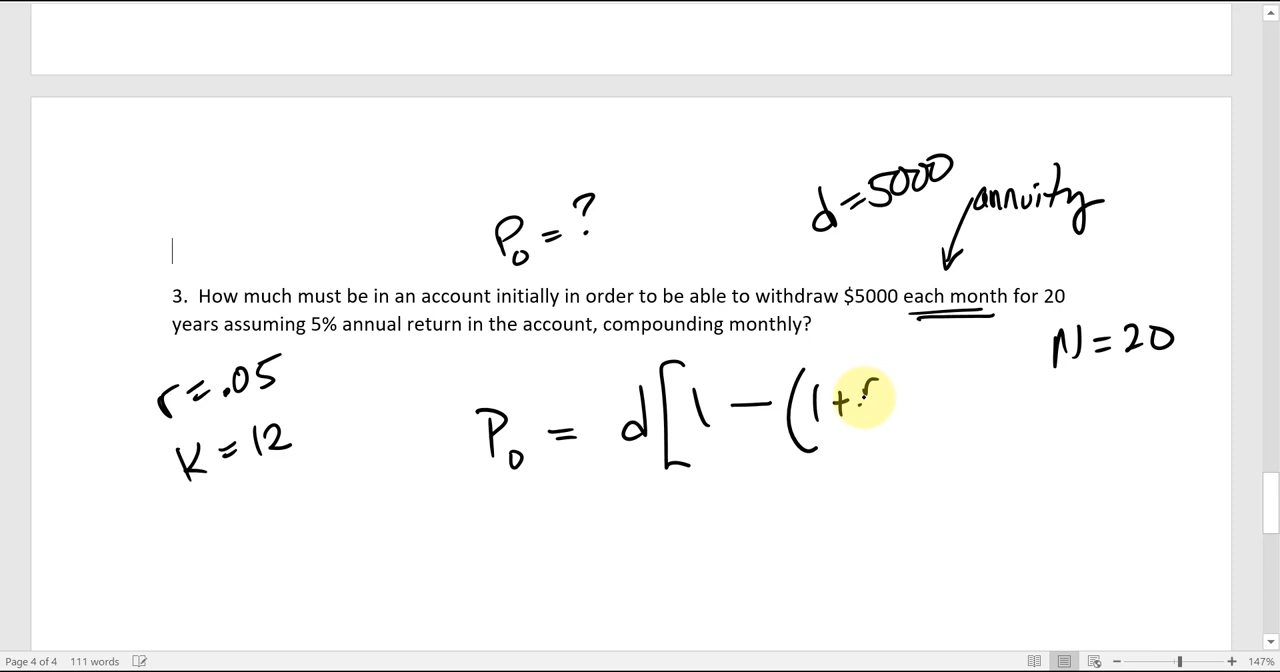 d = 5000
annuity
P₀ = ?
3. How much must be in an account initially in order to be able to withdraw $5000 each month for 20
years assuming 5% annual return in the account, compounding monthly?
N = 20
r = .05
P₀ = d[1 - (1 + r
K = 12
Page 4 of 4 111 words 147%